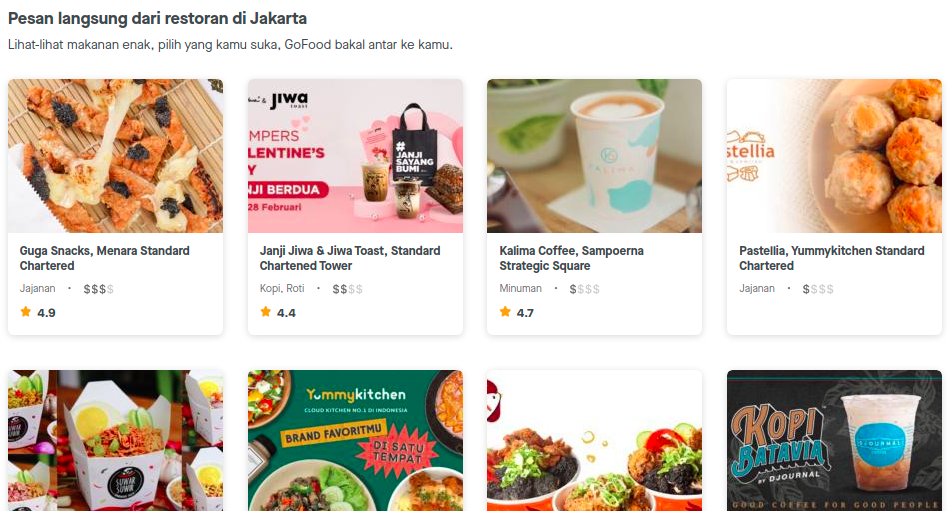 Pesan langsung dari restoran di Jakarta
Lihat-lihat makanan enak, pilih yang kamu suka, GoFood bakal antar ke kamu.
& JIWA
TOAST
MPERS
LENTINE'S
Y
NJI BERDUA
28 Februari
#
JANJI
SAYANG
BUMI
KALIMA
stellia
Guga Snacks, Menara Standard
Chartered
Jajanan • $$$$
4.9
Janji Jiwa & Jiwa Toast, Standard
Chartened Tower
Kopi, Roti • $$$$
4.4
Kalima Coffee, Sampoerna
Strategic Square
Minuman • $$$$
4.7
Pastellia, Yummykitchen Standard
Chartered
Jajanan • $$$$
SUWAR
SUWIR
Yummykitchen
CLOUD KITCHEN NO.1 DI INDONESIA
BRAND FAVORITMU
DI SATU
TEMPAT
KOPI
BATAVIA
BY DJOURNAL
DJOURNAL
COFFEE
GOOD COFFEE FOR GOOD PEOPLE